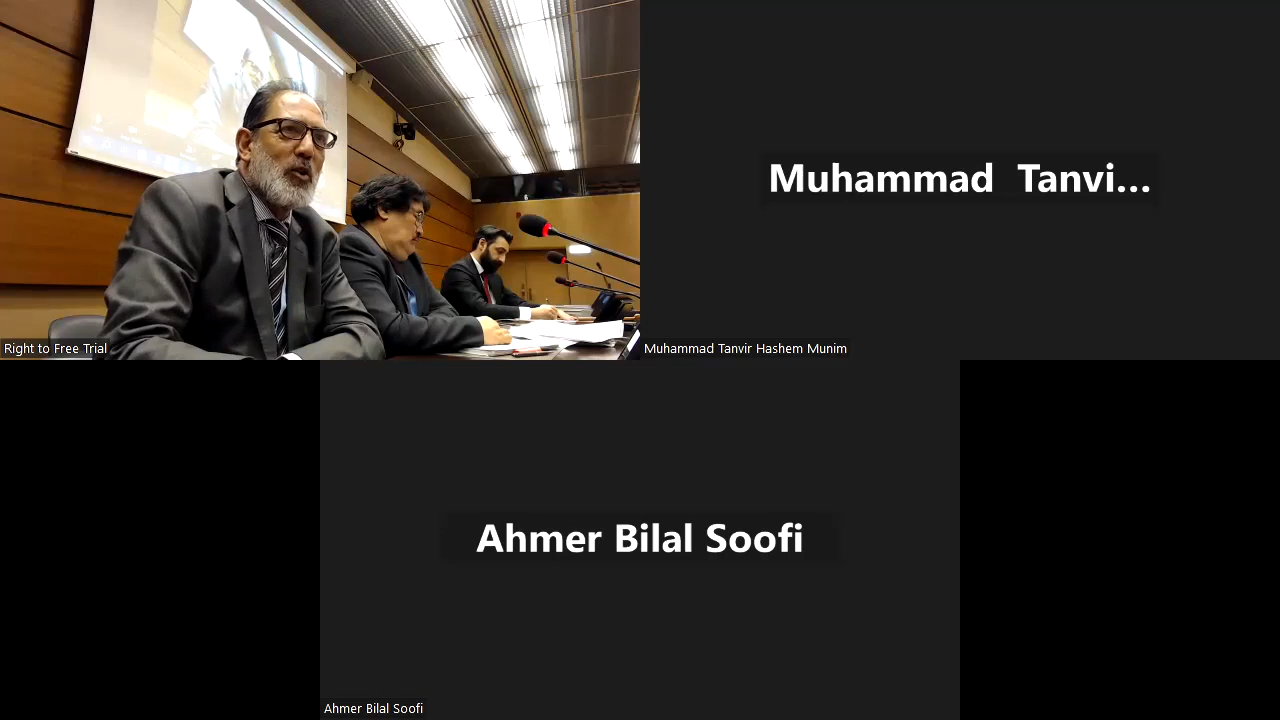 Muhammad  Tanvi...
Right to Free Trial
Muhammad Tanvir Hashem Munim
Ahmer Bilal Soofi
Ahmer Bilal Soofi